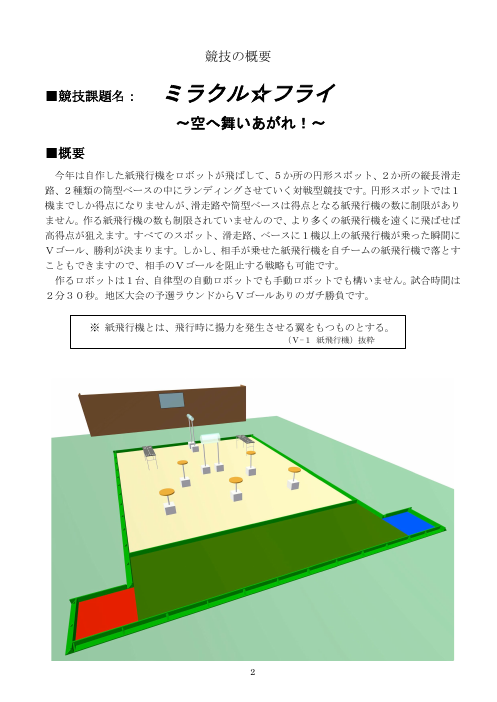 競技の概要
■競技課題名： ミラクル☆フライ
～空へ舞いあがれ！～
■概要
今年は自作した紙飛行機をロボットが飛ばして、５か所の円形スポット、２か所の縦長滑走
路、２種類の筒型ベースの中にランディングさせていく対戦型競技です。円形スポットでは１
機までしか得点になりませんが、滑走路や筒型ベースは得点となる紙飛行機の数に制限があり
ません。作る紙飛行機の数も制限されていませんので、より多くの紙飛行機を遠くに飛ばせば
高得点が狙えます。すべてのスポット、滑走路、ベースに１機以上の紙飛行機が乗った瞬間に
Ｖゴール、勝利が決まります。しかし、相手が乗せた紙飛行機を自チームの紙飛行機で落とす
こともできますので、相手のＶゴールを阻止する戦略も可能です。
作るロボットは１台、自律型の自動ロボットでも手動ロボットでも構いません。試合時間は
２分３０秒。地区大会の予選ラウンドからＶゴールありのガチ勝負です。
※ 紙飛行機とは、飛行時に揚力を発生させる翼をもつものとする。
（Ｖ-１ 紙飛行機）抜粋
2